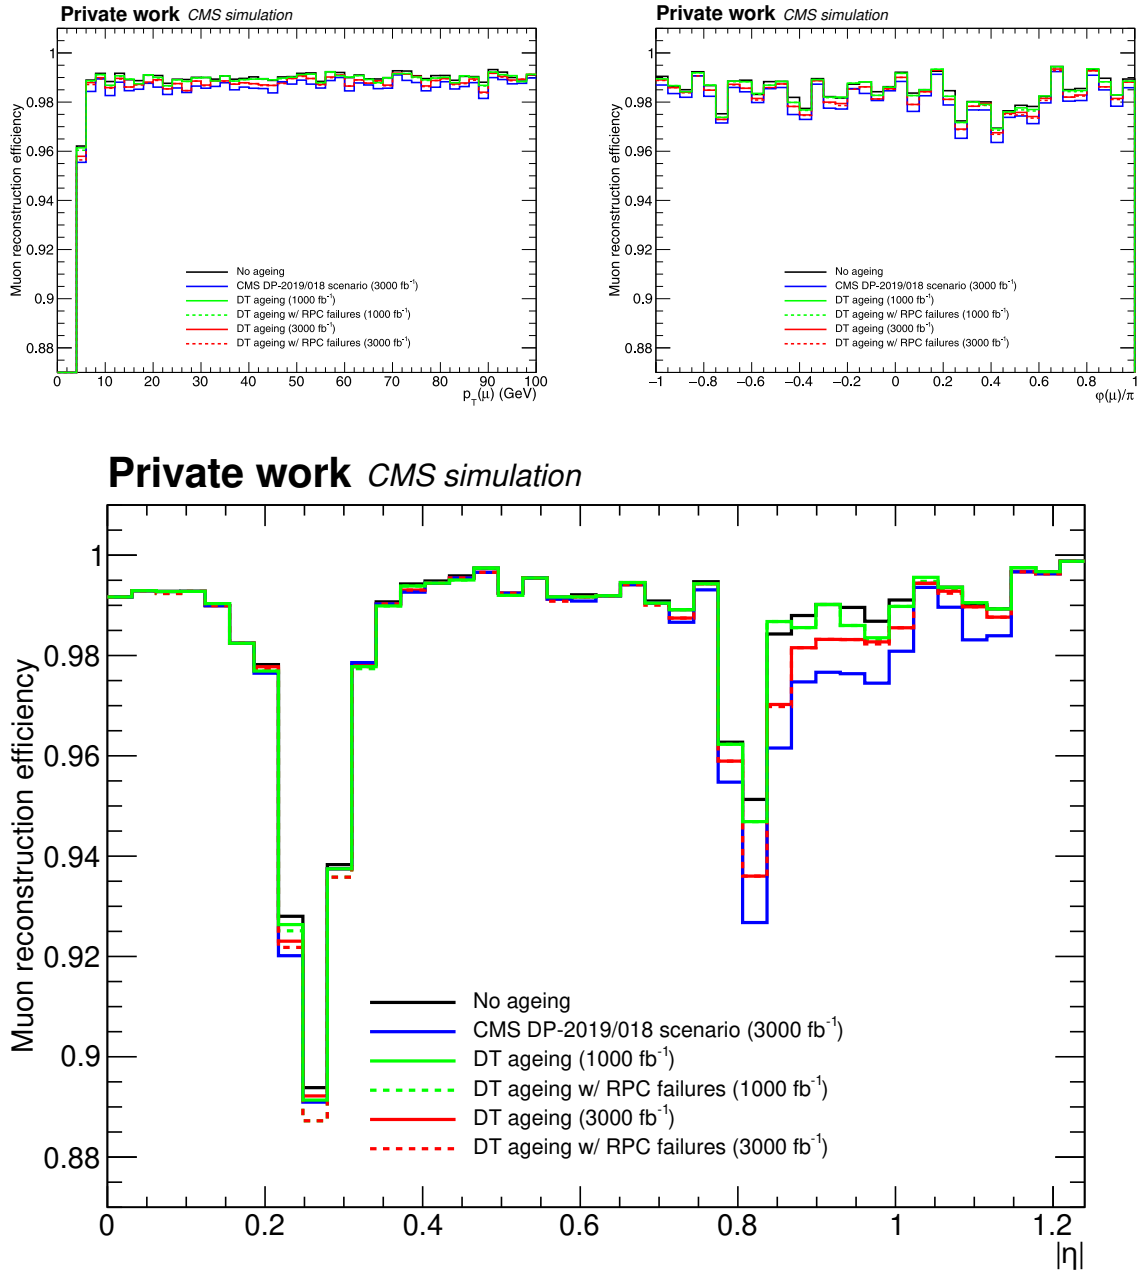 Private work CMS simulation
Muon reconstruction efficiency
1
0.98
0.96
0.94
0.92
0.9
0.88
No ageing
CMS DP-2019/018 scenario (3000 fb⁻¹)
DT ageing (1000 fb⁻¹)
DT ageing w/ RPC failures (1000 fb⁻¹)
DT ageing (3000 fb⁻¹)
DT ageing w/ RPC failures (3000 fb⁻¹)
0 10 20 30 40 50 60 70 80 90 100
p_T(μ) (GeV)
Private work CMS simulation
Muon reconstruction efficiency
1
0.98
0.96
0.94
0.92
0.9
0.88
No ageing
CMS DP-2019/018 scenario (3000 fb⁻¹)
DT ageing (1000 fb⁻¹)
DT ageing w/ RPC failures (1000 fb⁻¹)
DT ageing (3000 fb⁻¹)
DT ageing w/ RPC failures (3000 fb⁻¹)
−1 −0.8 −0.6 −0.4 −0.2 0 0.2 0.4 0.6 0.8 1
φ(μ)/π
Private work CMS simulation
Muon reconstruction efficiency
1
0.98
0.96
0.94
0.92
0.9
0.88
No ageing
CMS DP-2019/018 scenario (3000 fb⁻¹)
DT ageing (1000 fb⁻¹)
DT ageing w/ RPC failures (1000 fb⁻¹)
DT ageing (3000 fb⁻¹)
DT ageing w/ RPC failures (3000 fb⁻¹)
0 0.2 0.4 0.6 0.8 1 1.2
|η|